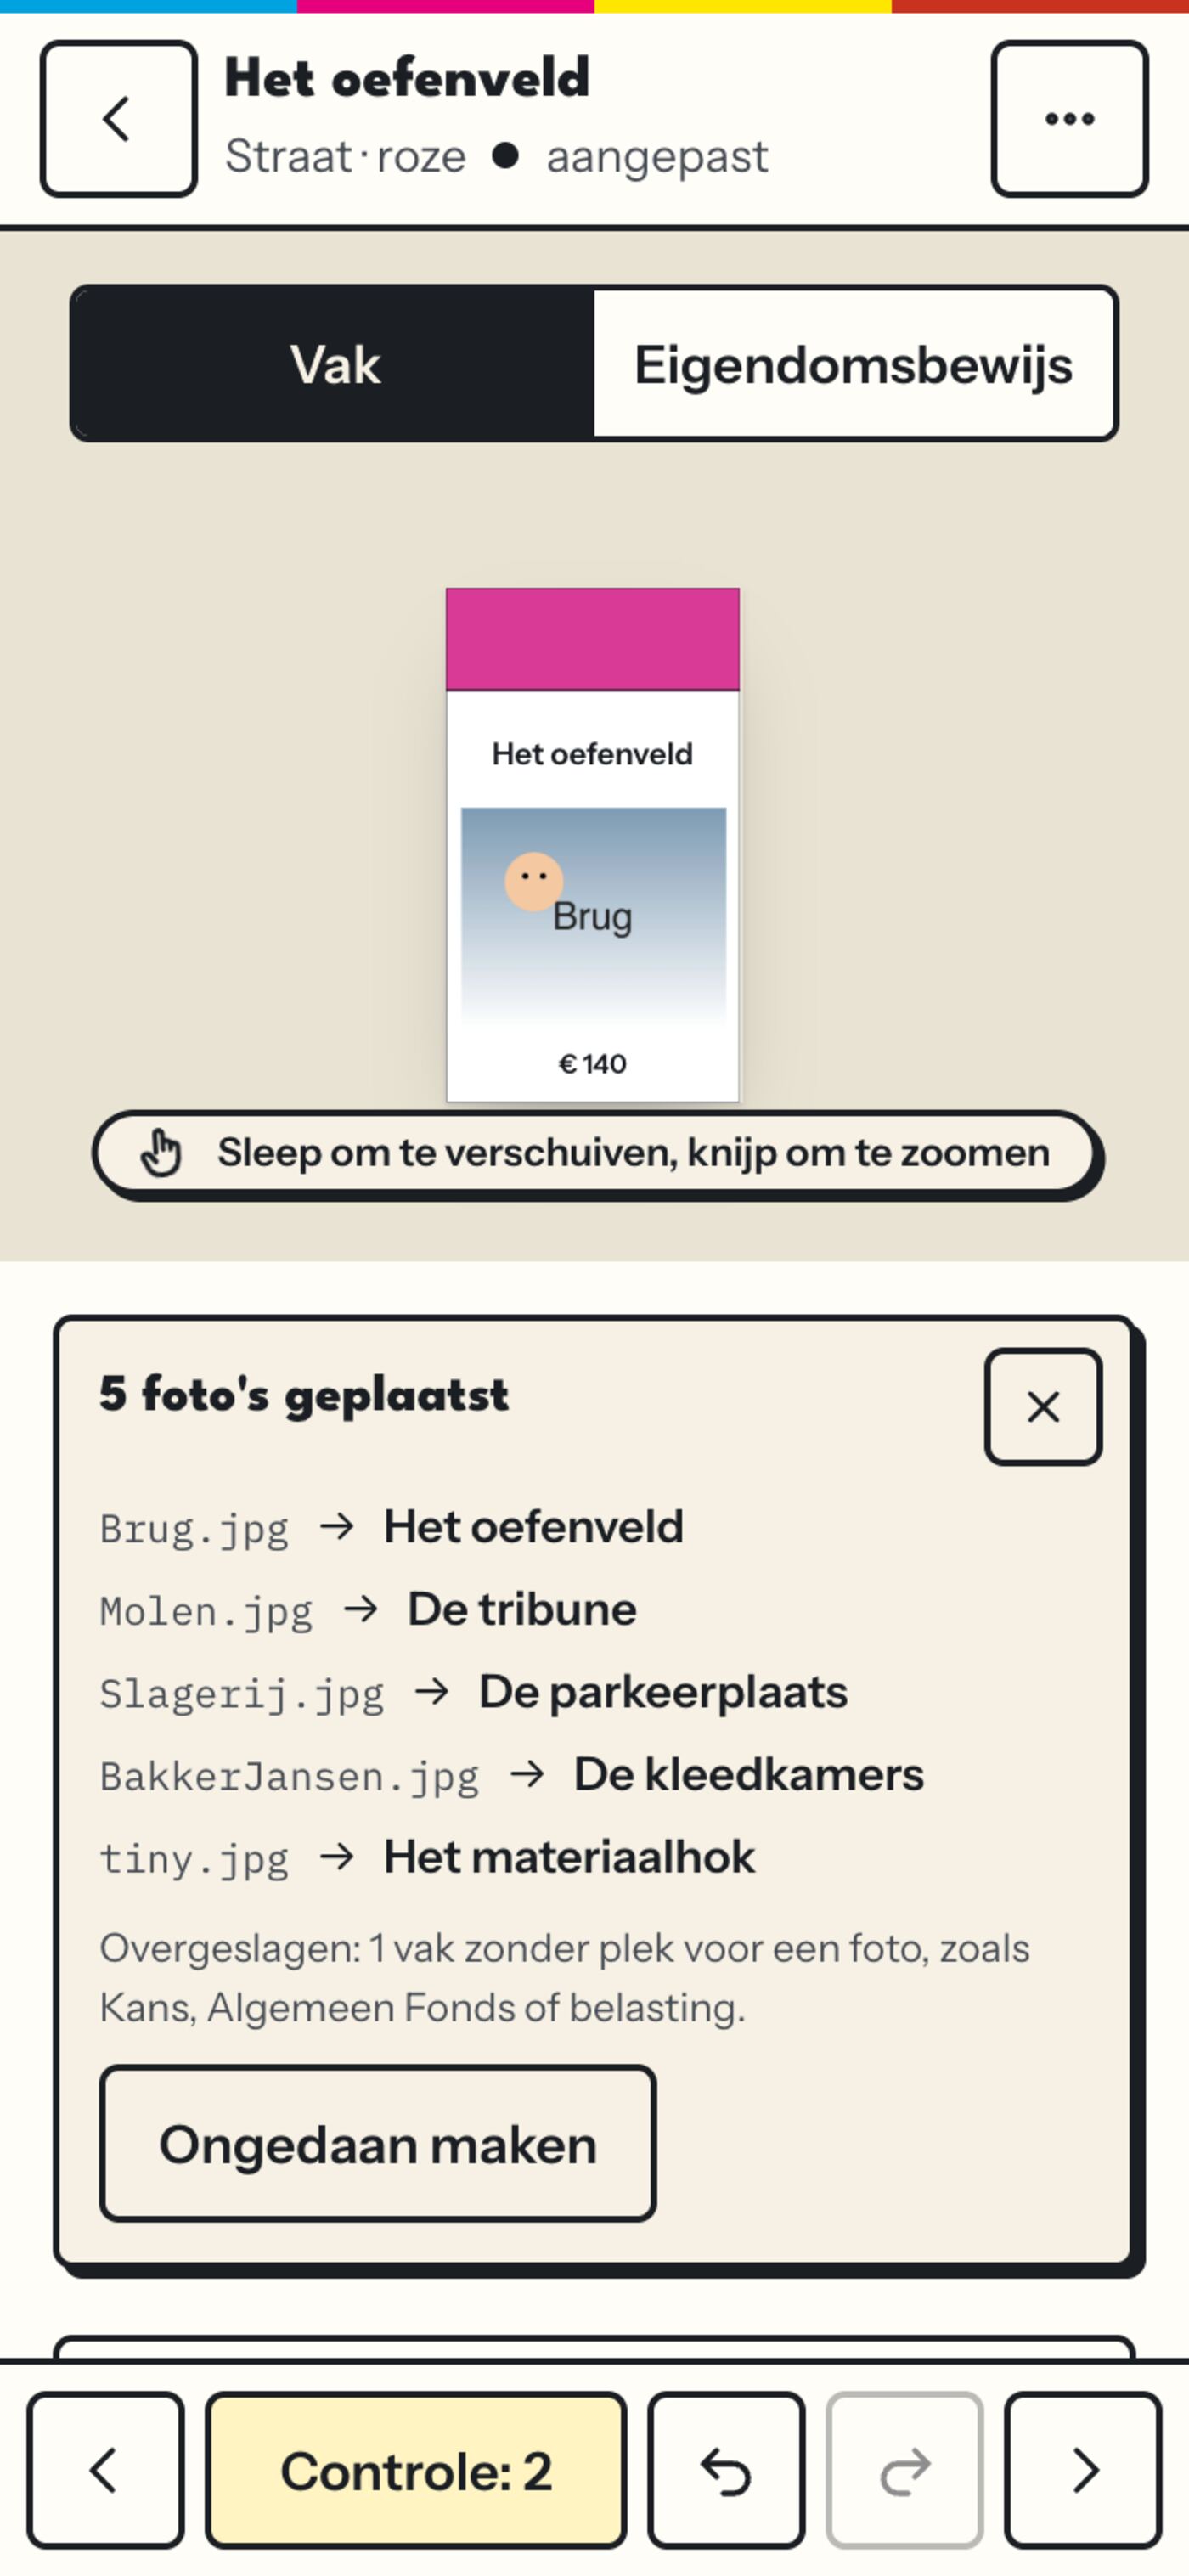 Het oefenveld
Straat · roze ● aangepast
Vak
Eigendomsbewijs
Het oefenveld
Brug
€ 140
Sleep om te verschuiven, knijp om te zoomen
5 foto's geplaatst
Brug.jpg → Het oefenveld
Molen.jpg → De tribune
Slagerij.jpg → De parkeerplaats
BakkerJansen.jpg → De kleedkamers
tiny.jpg → Het materiaalhok
Overgeslagen: 1 vak zonder plek voor een foto, zoals
Kans, Algemeen Fonds of belasting.
Ongedaan maken
Controle: 2